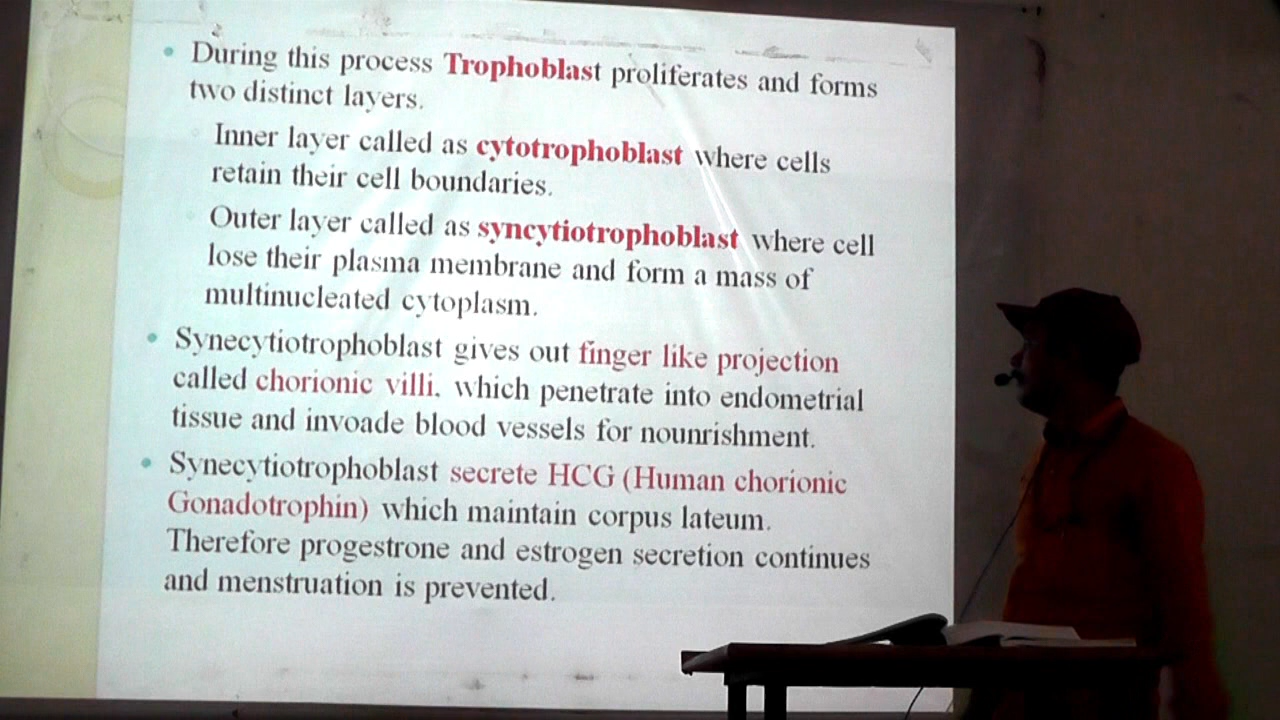 During this process Trophoblast proliferates and forms
two distinct layers.
Inner layer called as cytotrophoblast where cells
retain their cell boundaries.
Outer layer called as syncytiotrophoblast where cell
lose their plasma membrane and form a mass of
multinucleated cytoplasm.
Synecytiotrophoblast gives out finger like projection
called chorionic villi, which penetrate into endometrial
tissue and invoade blood vessels for nounrishment.
Synecytiotrophoblast secrete HCG (Human chorionic
Gonadotrophin) which maintain corpus lateum.
Therefore progestrone and estrogen secretion continues
and menstruation is prevented.